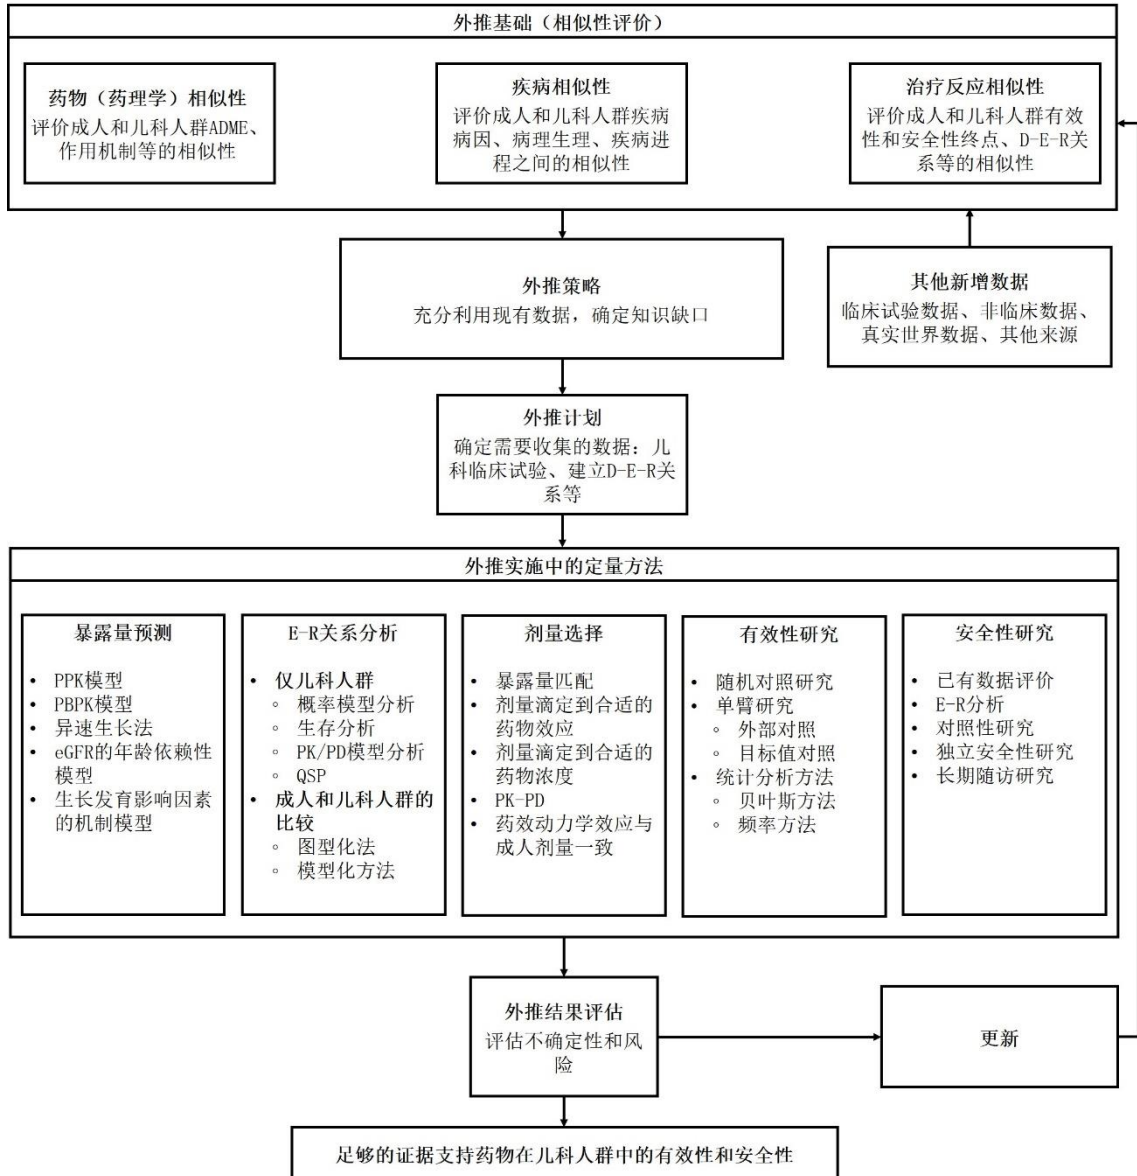 外推基础（相似性评价）
药物（药理学）相似性
评价成人和儿科人群ADME、
作用机制等的相似性
疾病相似性
评价成人和儿科人群疾病
病因、病理生理、疾病进
程之间的相似性
治疗反应相似性
评价成人和儿科人群有效
性和安全性终点、D-E-R关
系等的相似性
外推策略
充分利用现有数据，确定知识缺口
其他新增数据
临床试验数据、非临床数据、
真实世界数据、其他来源
外推计划
确定需要收集的数据：儿
科临床试验、建立D-E-R关
系等
外推实施中的定量方法
暴露量预测
• PPK模型
• PBPK模型
• 异速生长法
• eGFR的年龄依赖性
模型
• 生长发育影响因素
的机制模型
E-R关系分析
• 仅儿科人群
◦ 概率模型分析
◦ 生存分析
◦ PK/PD模型分析
◦ QSP
• 成人和儿科人群的
比较
◦ 图型化法
◦ 模型化方法
剂量选择
• 暴露量匹配
• 剂量滴定到合适的
药物效应
• 剂量滴定到合适的
药物浓度
• PK-PD
• 药效动力学效应与
成人剂量一致
有效性研究
• 随机对照研究
• 单臂研究
◦ 外部对照
◦ 目标值对照
• 统计分析方法
◦ 贝叶斯方法
◦ 频率方法
安全性研究
• 已有数据评价
• E-R分析
• 对照性研究
• 独立安全性研究
• 长期随访研究
外推结果评估
评估不确定性和风
险
更新
足够的证据支持药物在儿科人群中的有效性和安全性